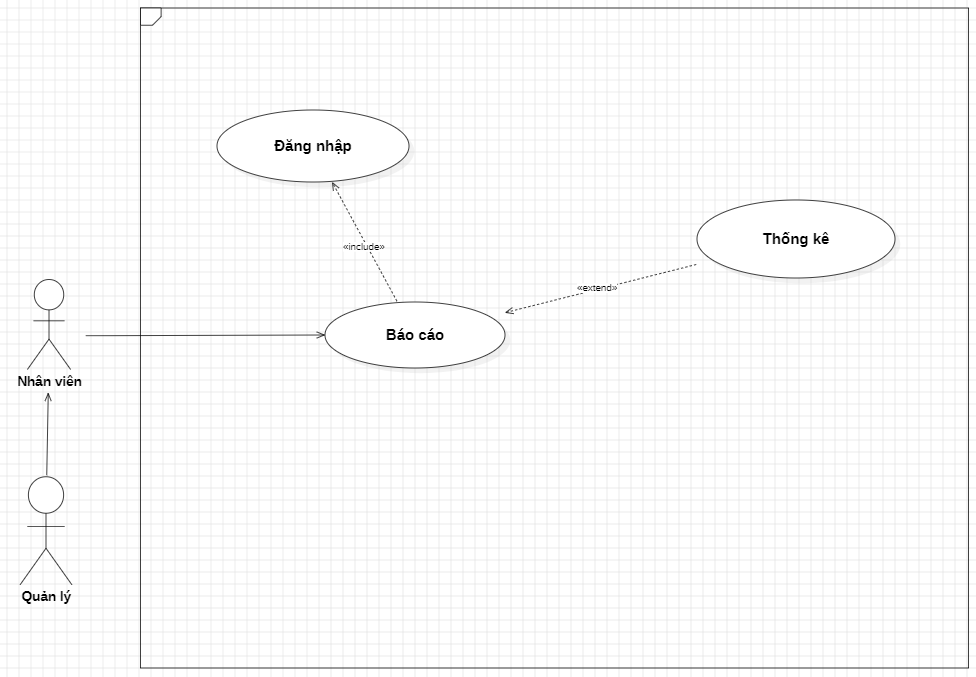 Đăng nhập
Thống kê
«include»
«extend»
Báo cáo
Nhân viên
Quản lý